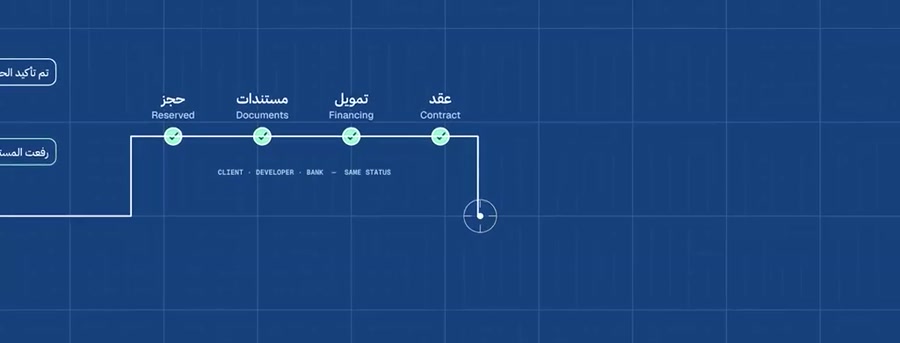 تم تأكيد
حجز
Reserved
مستندات
Documents
تمويل
Financing
عقد
Contract
CLIENT · DEVELOPER · BANK — SAME STATUS
رفعت